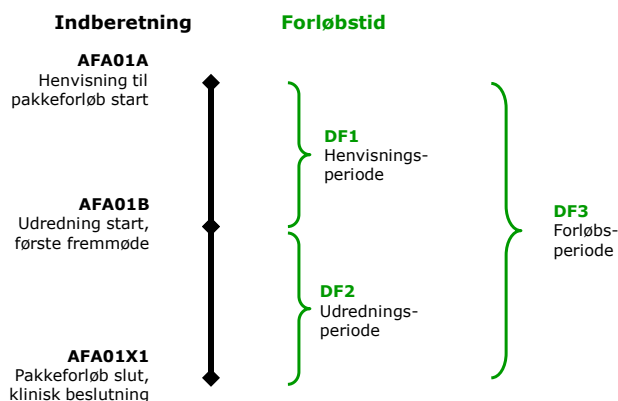 Indberetning
Forløbstid
AFA01A
Henvisning til
pakkeforløb start
DF1
Henvisnings-
periode
AFA01B
Udredning start,
første fremmøde
DF3
Forløbs-
periode
DF2
Udrednings-
periode
AFA01X1
Pakkeforløb slut,
klinisk beslutning